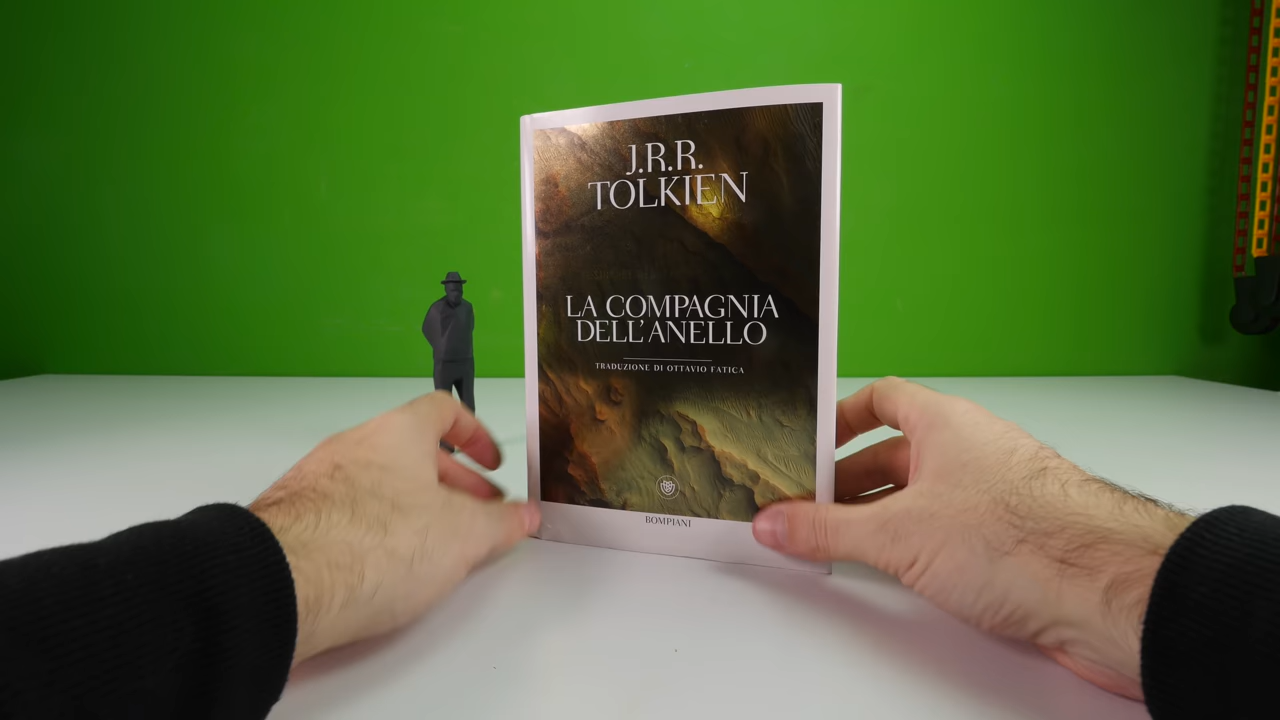 J.R.R.
TOLKIEN
LA COMPAGNIA
DELL'ANELLO
TRADUZIONE DI OTTAVIO FATICA
BOMPIANI